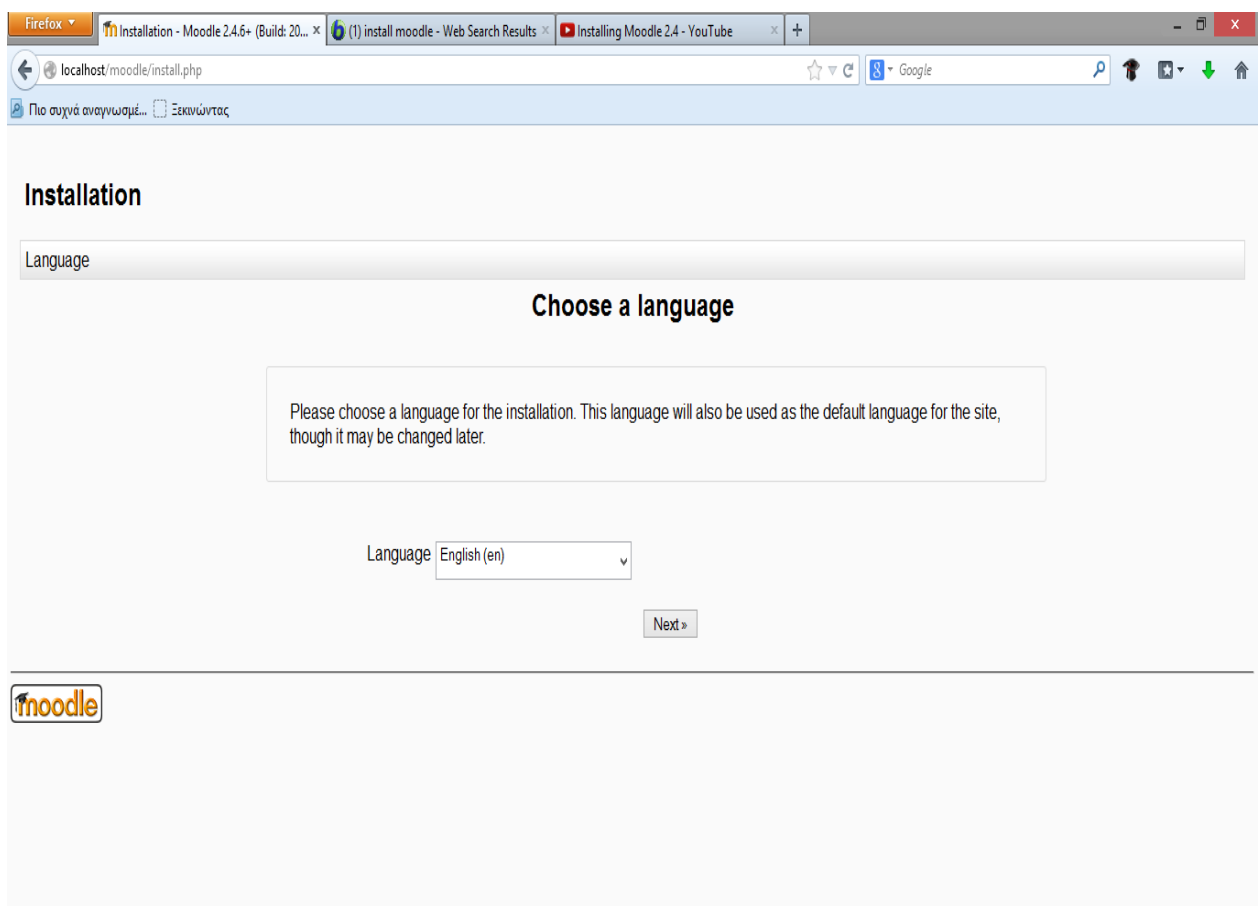 Firefox
Installation - Moodle 2.4.6+ (Build: 20...
(1) install moodle - Web Search Results
Installing Moodle 2.4 - YouTube
localhost/moodle/install.php
Google
Πιο συχνά αναγνωσμέ...
Ξεκινώντας
Installation
Language
Choose a language
Please choose a language for the installation. This language will also be used as the default language for the site,
though it may be changed later.
Language English (en)
Next »
moodle